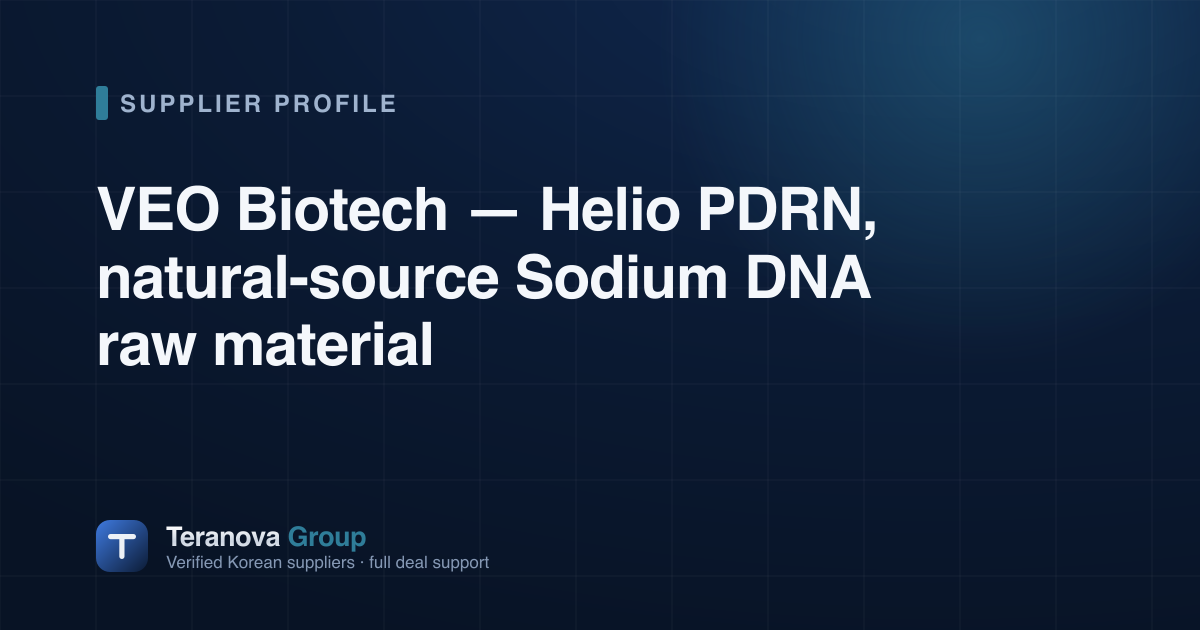 SUPPLIER PROFILE
VEO Biotech — Helio PDRN,
natural-source Sodium DNA
raw material
T
Teranova Group
Verified Korean suppliers · full deal support